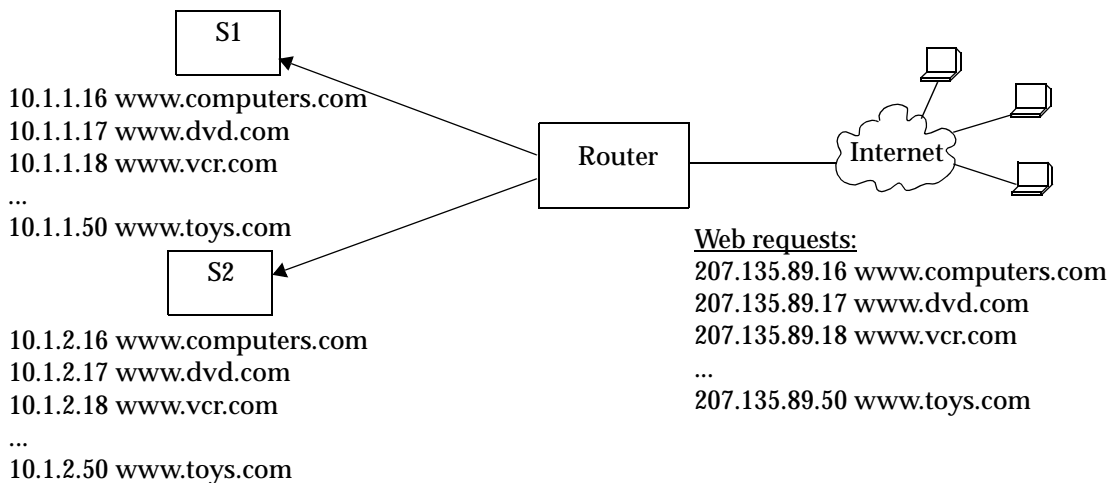 S1
10.1.1.16 www.computers.com
10.1.1.17 www.dvd.com
10.1.1.18 www.vcr.com
...
10.1.1.50 www.toys.com
S2
10.1.2.16 www.computers.com
10.1.2.17 www.dvd.com
10.1.2.18 www.vcr.com
...
10.1.2.50 www.toys.com
Router
Internet
Web requests:
207.135.89.16 www.computers.com
207.135.89.17 www.dvd.com
207.135.89.18 www.vcr.com
...
207.135.89.50 www.toys.com